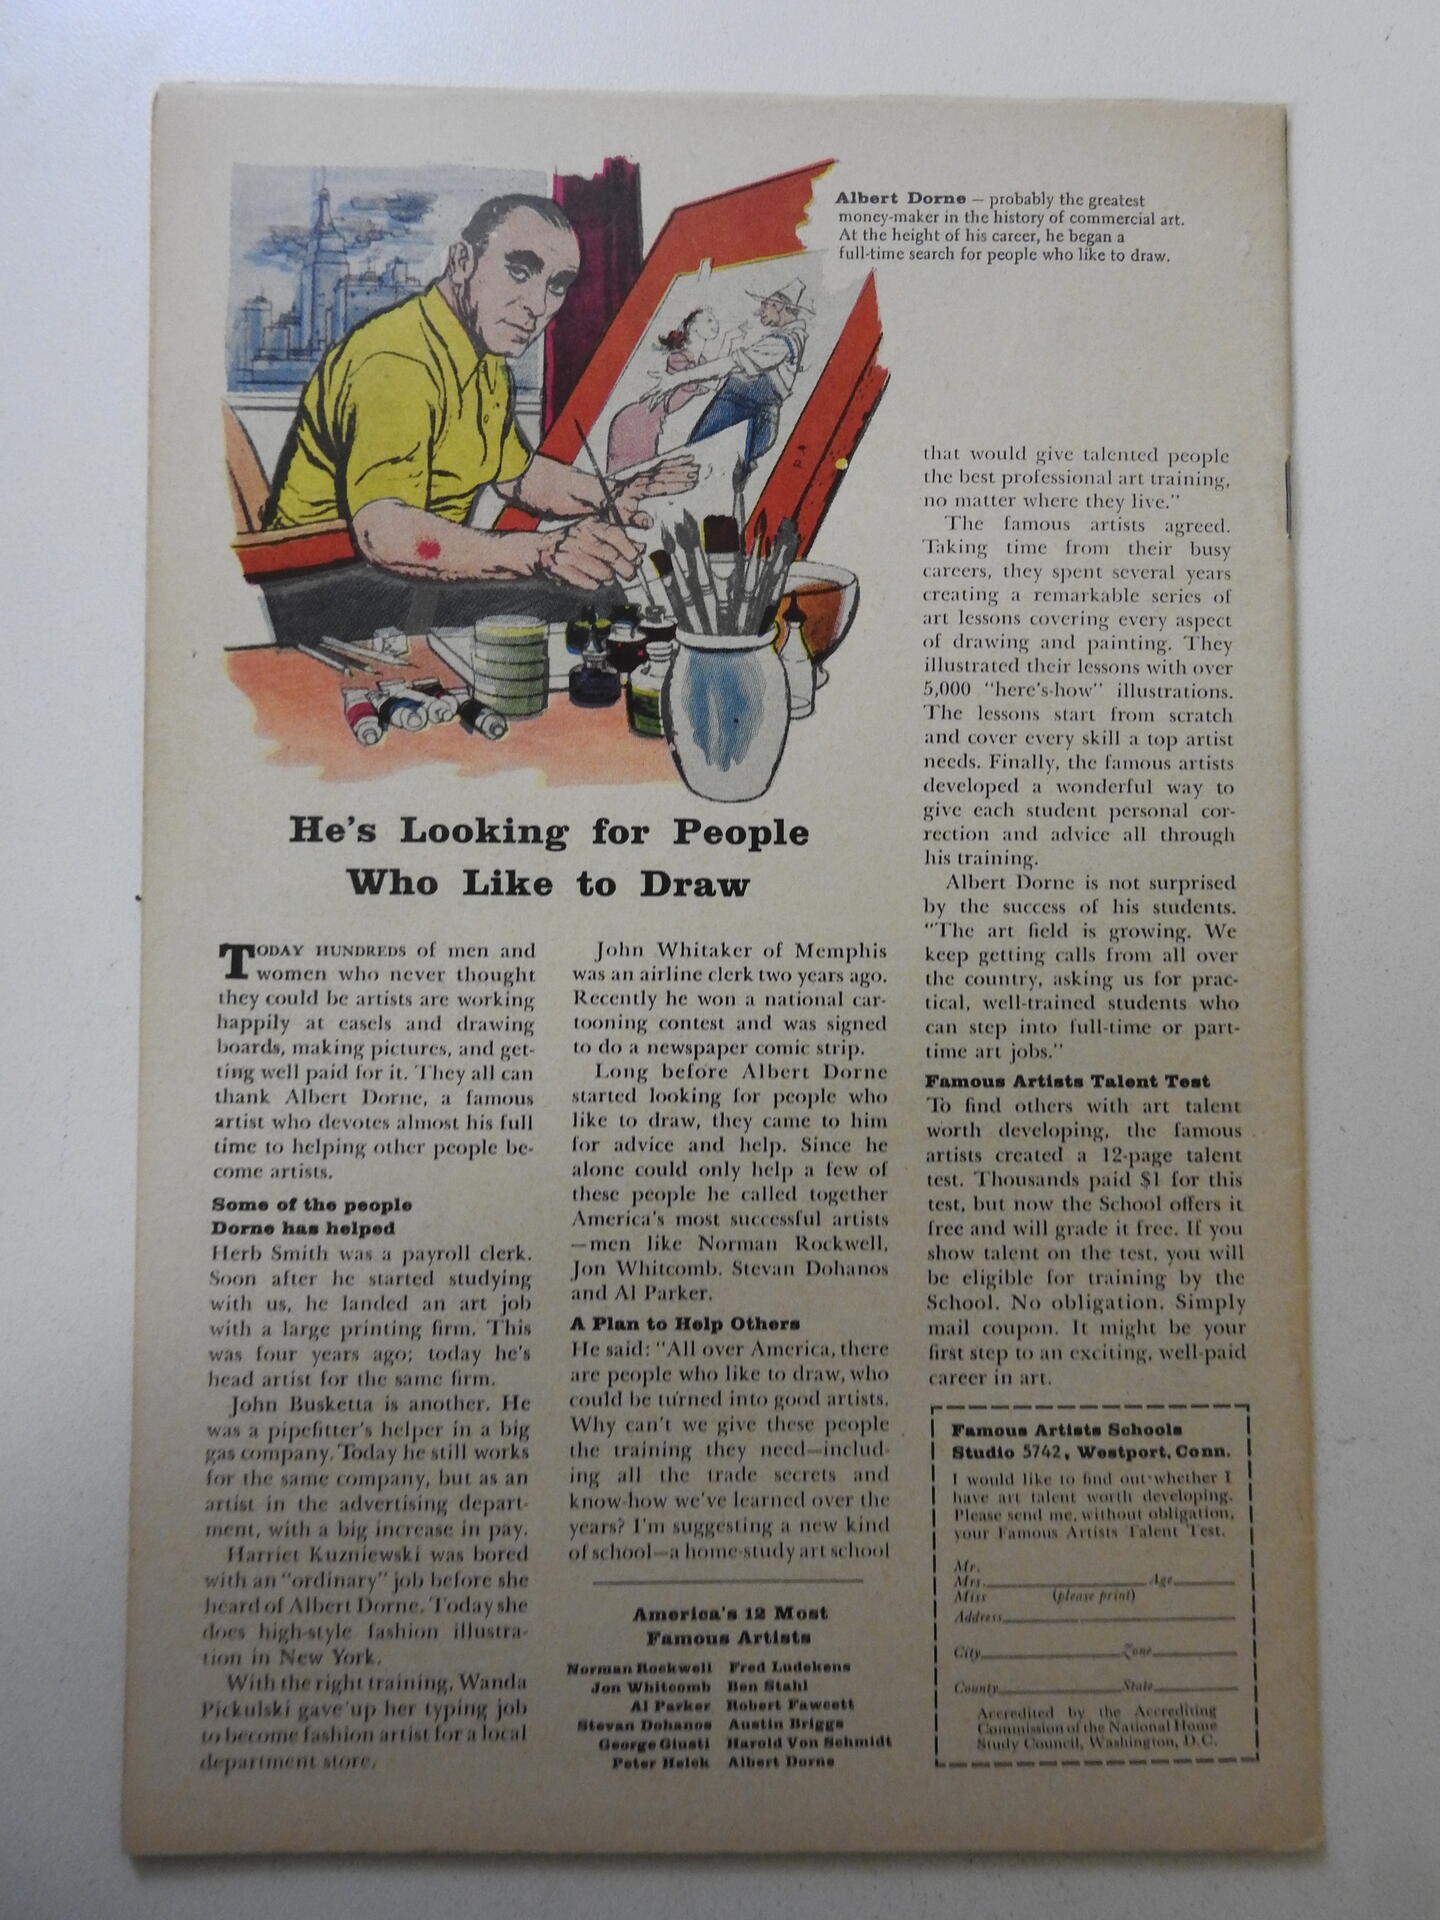 Albert Dorne — probably the greatest
money-maker in the history of commercial art.
At the height of his career, he began a
full-time search for people who like to draw.
He's Looking for People
Who Like to Draw
TODAY HUNDREDS of men and
women who never thought
they could be artists are working
happily at easels and drawing
boards, making pictures, and get-
ting well paid for it. They all can
thank Albert Dorne, a famous
artist who devotes almost his full
time to helping other people be-
come artists.
Some of the people
Dorne has helped
Herb Smith was a payroll clerk.
Soon after he started studying
with us, he landed an art job
with a large printing firm. This
was four years ago; today he's
head artist for the same firm.
John Busketta is another. He
was a pipefitter's helper in a big
gas company. Today he still works
for the same company, but as an
artist in the advertising depart-
ment, with a big increase in pay.
Harriet Kuzniewski was bored
with an "ordinary" job before she
heard of Albert Dorne. Today she
does high-style fashion illustra-
tion in New York.
With the right training, Wanda
Pickulski gave up her typing job
to become fashion artist for a local
department store.
John Whitaker of Memphis
was an airline clerk two years ago.
Recently he won a national car-
tooning contest and was signed
to do a newspaper comic strip.
Long before Albert Dorne
started looking for people who
like to draw, they came to him
for advice and help. Since he
alone could only help a few of
these people he called together
America's most successful artists
—men like Norman Rockwell,
Jon Whitcomb, Stevan Dohanos
and Al Parker.
A Plan to Help Others
He said: "All over America, there
are people who like to draw, who
could be turned into good artists.
Why can't we give these people
the training they need—includ-
ing all the trade secrets and
know-how we've learned over the
years? I'm suggesting a new kind
of school—a home-study art school
America's 12 Most
Famous Artists
Norman Rockwell Fred Ludekens
Jon Whitcomb Ben Stahl
Al Parker Robert Fawcett
Stevan Dohanos Austin Briggs
George Giusti Harold Von Schmidt
Peter Helck Albert Dorne
that would give talented people
the best professional art training,
no matter where they live."
The famous artists agreed.
Taking time from their busy
careers, they spent several years
creating a remarkable series of
art lessons covering every aspect
of drawing and painting. They
illustrated their lessons with over
5,000 "here's-how" illustrations.
The lessons start from scratch
and cover every skill a top artist
needs. Finally, the famous artists
developed a wonderful way to
give each student personal cor-
rection and advice all through
his training.
Albert Dorne is not surprised
by the success of his students.
"The art field is growing. We
keep getting calls from all over
the country, asking us for prac-
tical, well-trained students who
can step into full-time or part-
time art jobs."
Famous Artists Talent Test
To find others with art talent
worth developing, the famous
artists created a 12-page talent
test. Thousands paid $1 for this
test, but now the School offers it
free and will grade it free. If you
show talent on the test, you will
be eligible for training by the
School. No obligation. Simply
mail coupon. It might be your
first step to an exciting, well-paid
career in art.
Famous Artists Schools
Studio 5742, Westport, Conn.
I would like to find out whether I
have art talent worth developing.
Please send me, without obligation,
your Famous Artists Talent Test.
Mr.
Mrs. Age
Miss (please print)
Address
City Zone
County State
Accredited by the Accrediting
Commission of the National Home
Study Council, Washington, D.C.